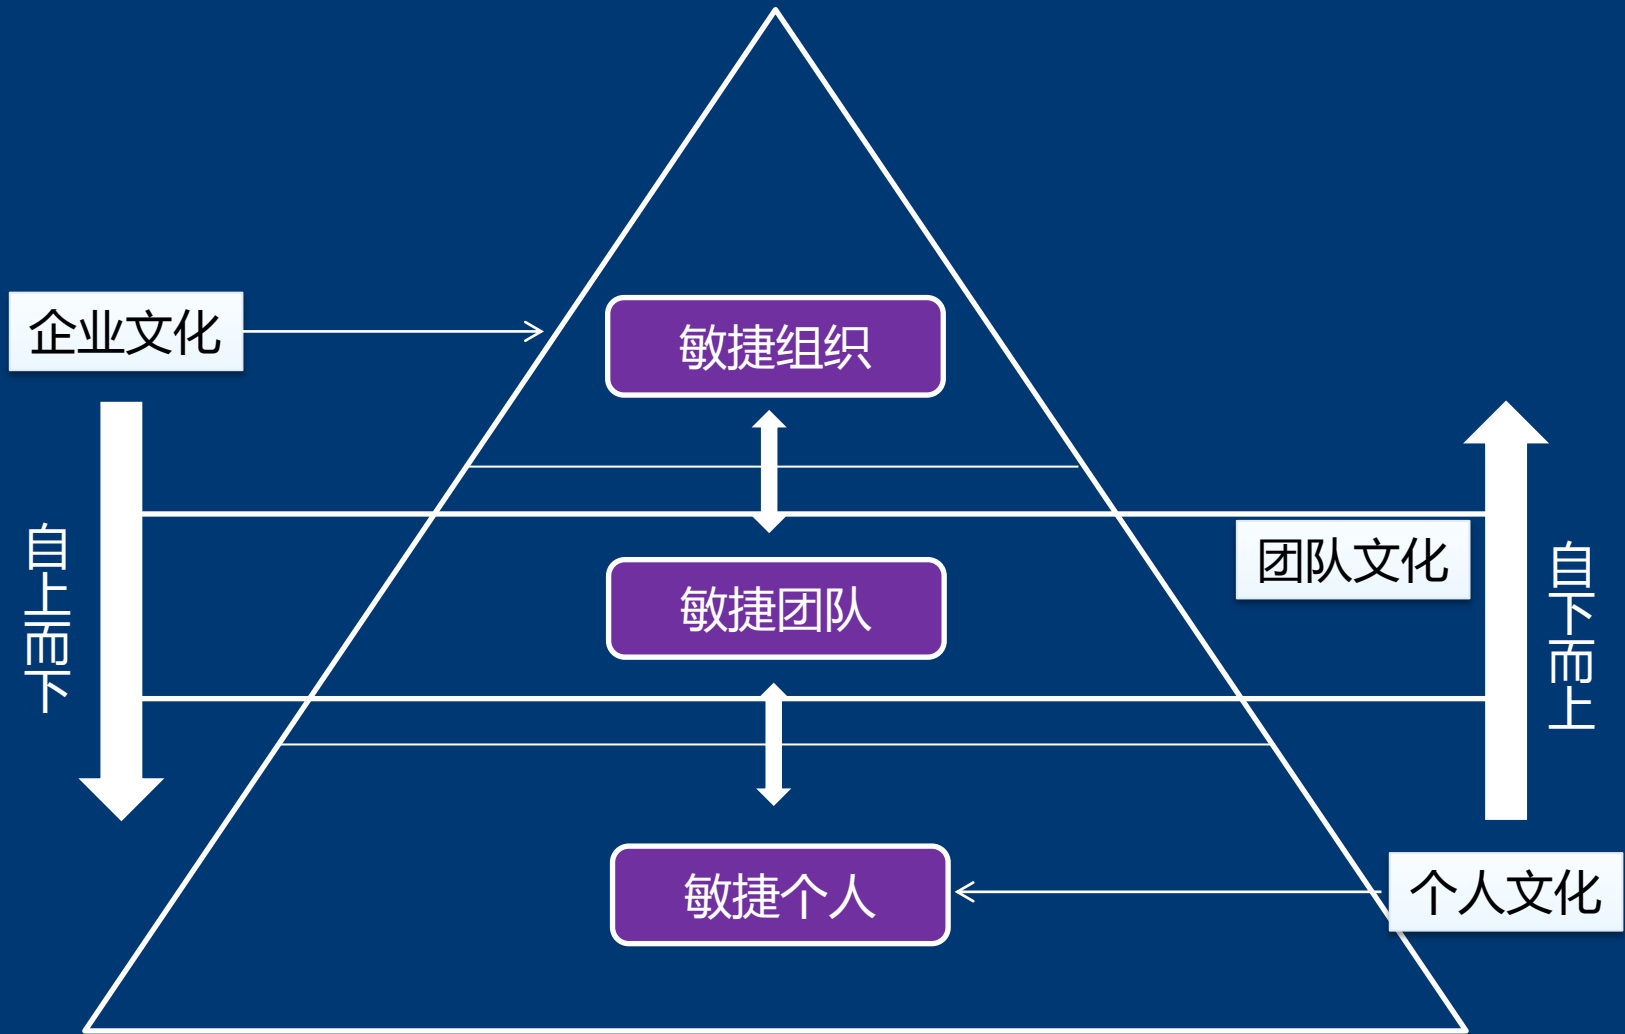 企业文化
敏捷组织
自上而下
团队文化
敏捷团队
自下而上
敏捷个人
个人文化